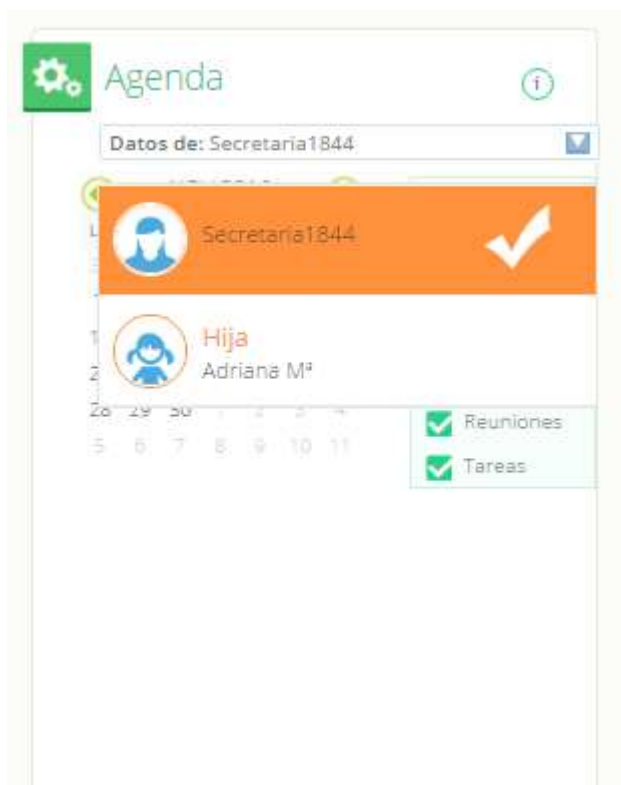 Agenda
i
Datos de: Secretaria1844
Secretaria1844
Hija
Adriana Mª
28 29 30 1 2 3 4
Reuniones
5 6 7 8 9 10 11
Tareas